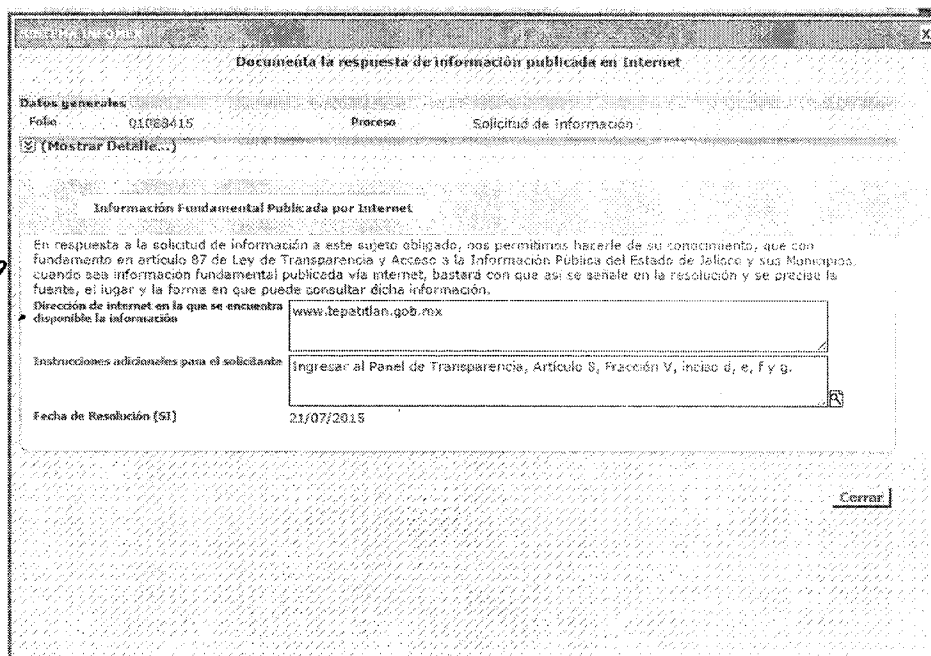 SISTEMA INFOMEX
X
Documenta la respuesta de información publicada en Internet
Datos generales
Folio 01088415 Proceso Solicitud de Información
(Mostrar Detalle...)
Información Fundamental Publicada por Internet
En respuesta a la solicitud de información a este sujeto obligado, nos permitimos hacerle de su conocimiento, que con
fundamento en artículo 87 de Ley de Transparencia y Acceso a la Información Pública del Estado de Jalisco y sus Municipios,
cuando sea información fundamental publicada vía internet, bastará con que así se señale en la resolución y se precise la
fuente, el lugar y la forma en que puede consultar dicha información.
Dirección de internet en la que se encuentra disponible la información
www.tepatitlan.gob.mx
Instrucciones adicionales para el solicitante
Ingresar al Panel de Transparencia, Artículo 8, Fracción V, inciso d, e, f y g.
Fecha de Resolución (SI) 21/07/2015
Cerrar